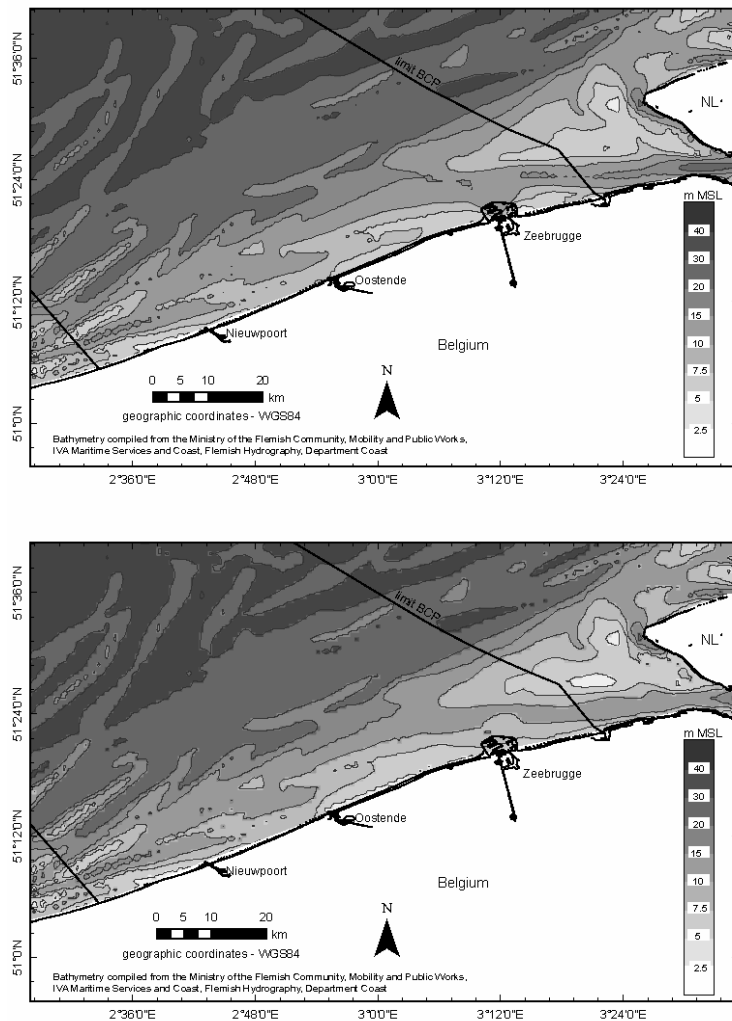 51°36'0"N
51°24'0"N
51°12'0"N
51°0'0"N
limit BCP
NL
m MSL
40
30
20
15
10
7.5
5
2.5
Zeebrugge
Oostende
Nieuwpoort
Belgium
0 5 10 20
km
N
geographic coordinates - WGS84
Bathymetry compiled from the Ministry of the Flemish Community, Mobility and Public Works,
IVA Maritime Services and Coast, Flemish Hydrography, Department Coast
2°36'0"E 2°48'0"E 3°0'0"E 3°12'0"E 3°24'0"E
51°36'0"N
51°24'0"N
51°12'0"N
51°0'0"N
limit BCP
NL
m MSL
40
30
20
15
10
7.5
5
2.5
Zeebrugge
Oostende
Nieuwpoort
Belgium
0 5 10 20
km
N
geographic coordinates - WGS84
Bathymetry compiled from the Ministry of the Flemish Community, Mobility and Public Works,
IVA Maritime Services and Coast, Flemish Hydrography, Department Coast
2°36'0"E 2°48'0"E 3°0'0"E 3°12'0"E 3°24'0"E